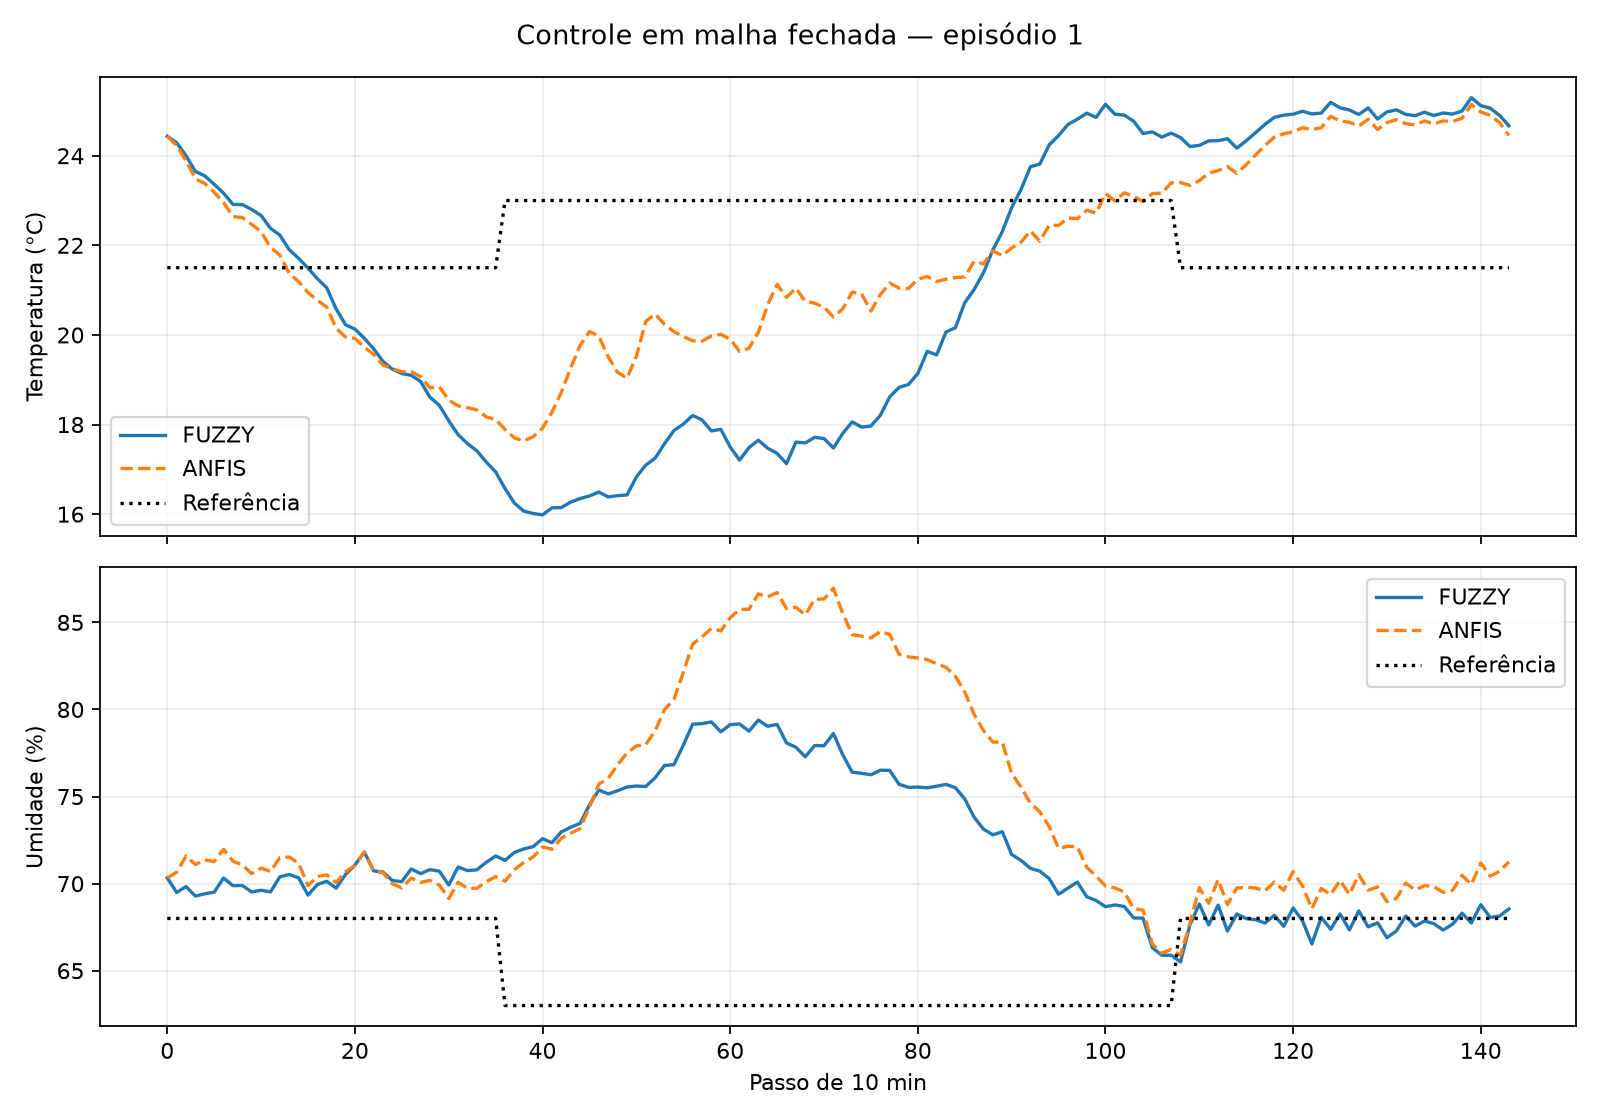 Controle em malha fechada — episódio 1
Temperatura (°C)
24
22
20
18
16
FUZZY
ANFIS
Referência
Umidade (%)
85
80
75
70
65
FUZZY
ANFIS
Referência
0 20 40 60 80 100 120 140
Passo de 10 min